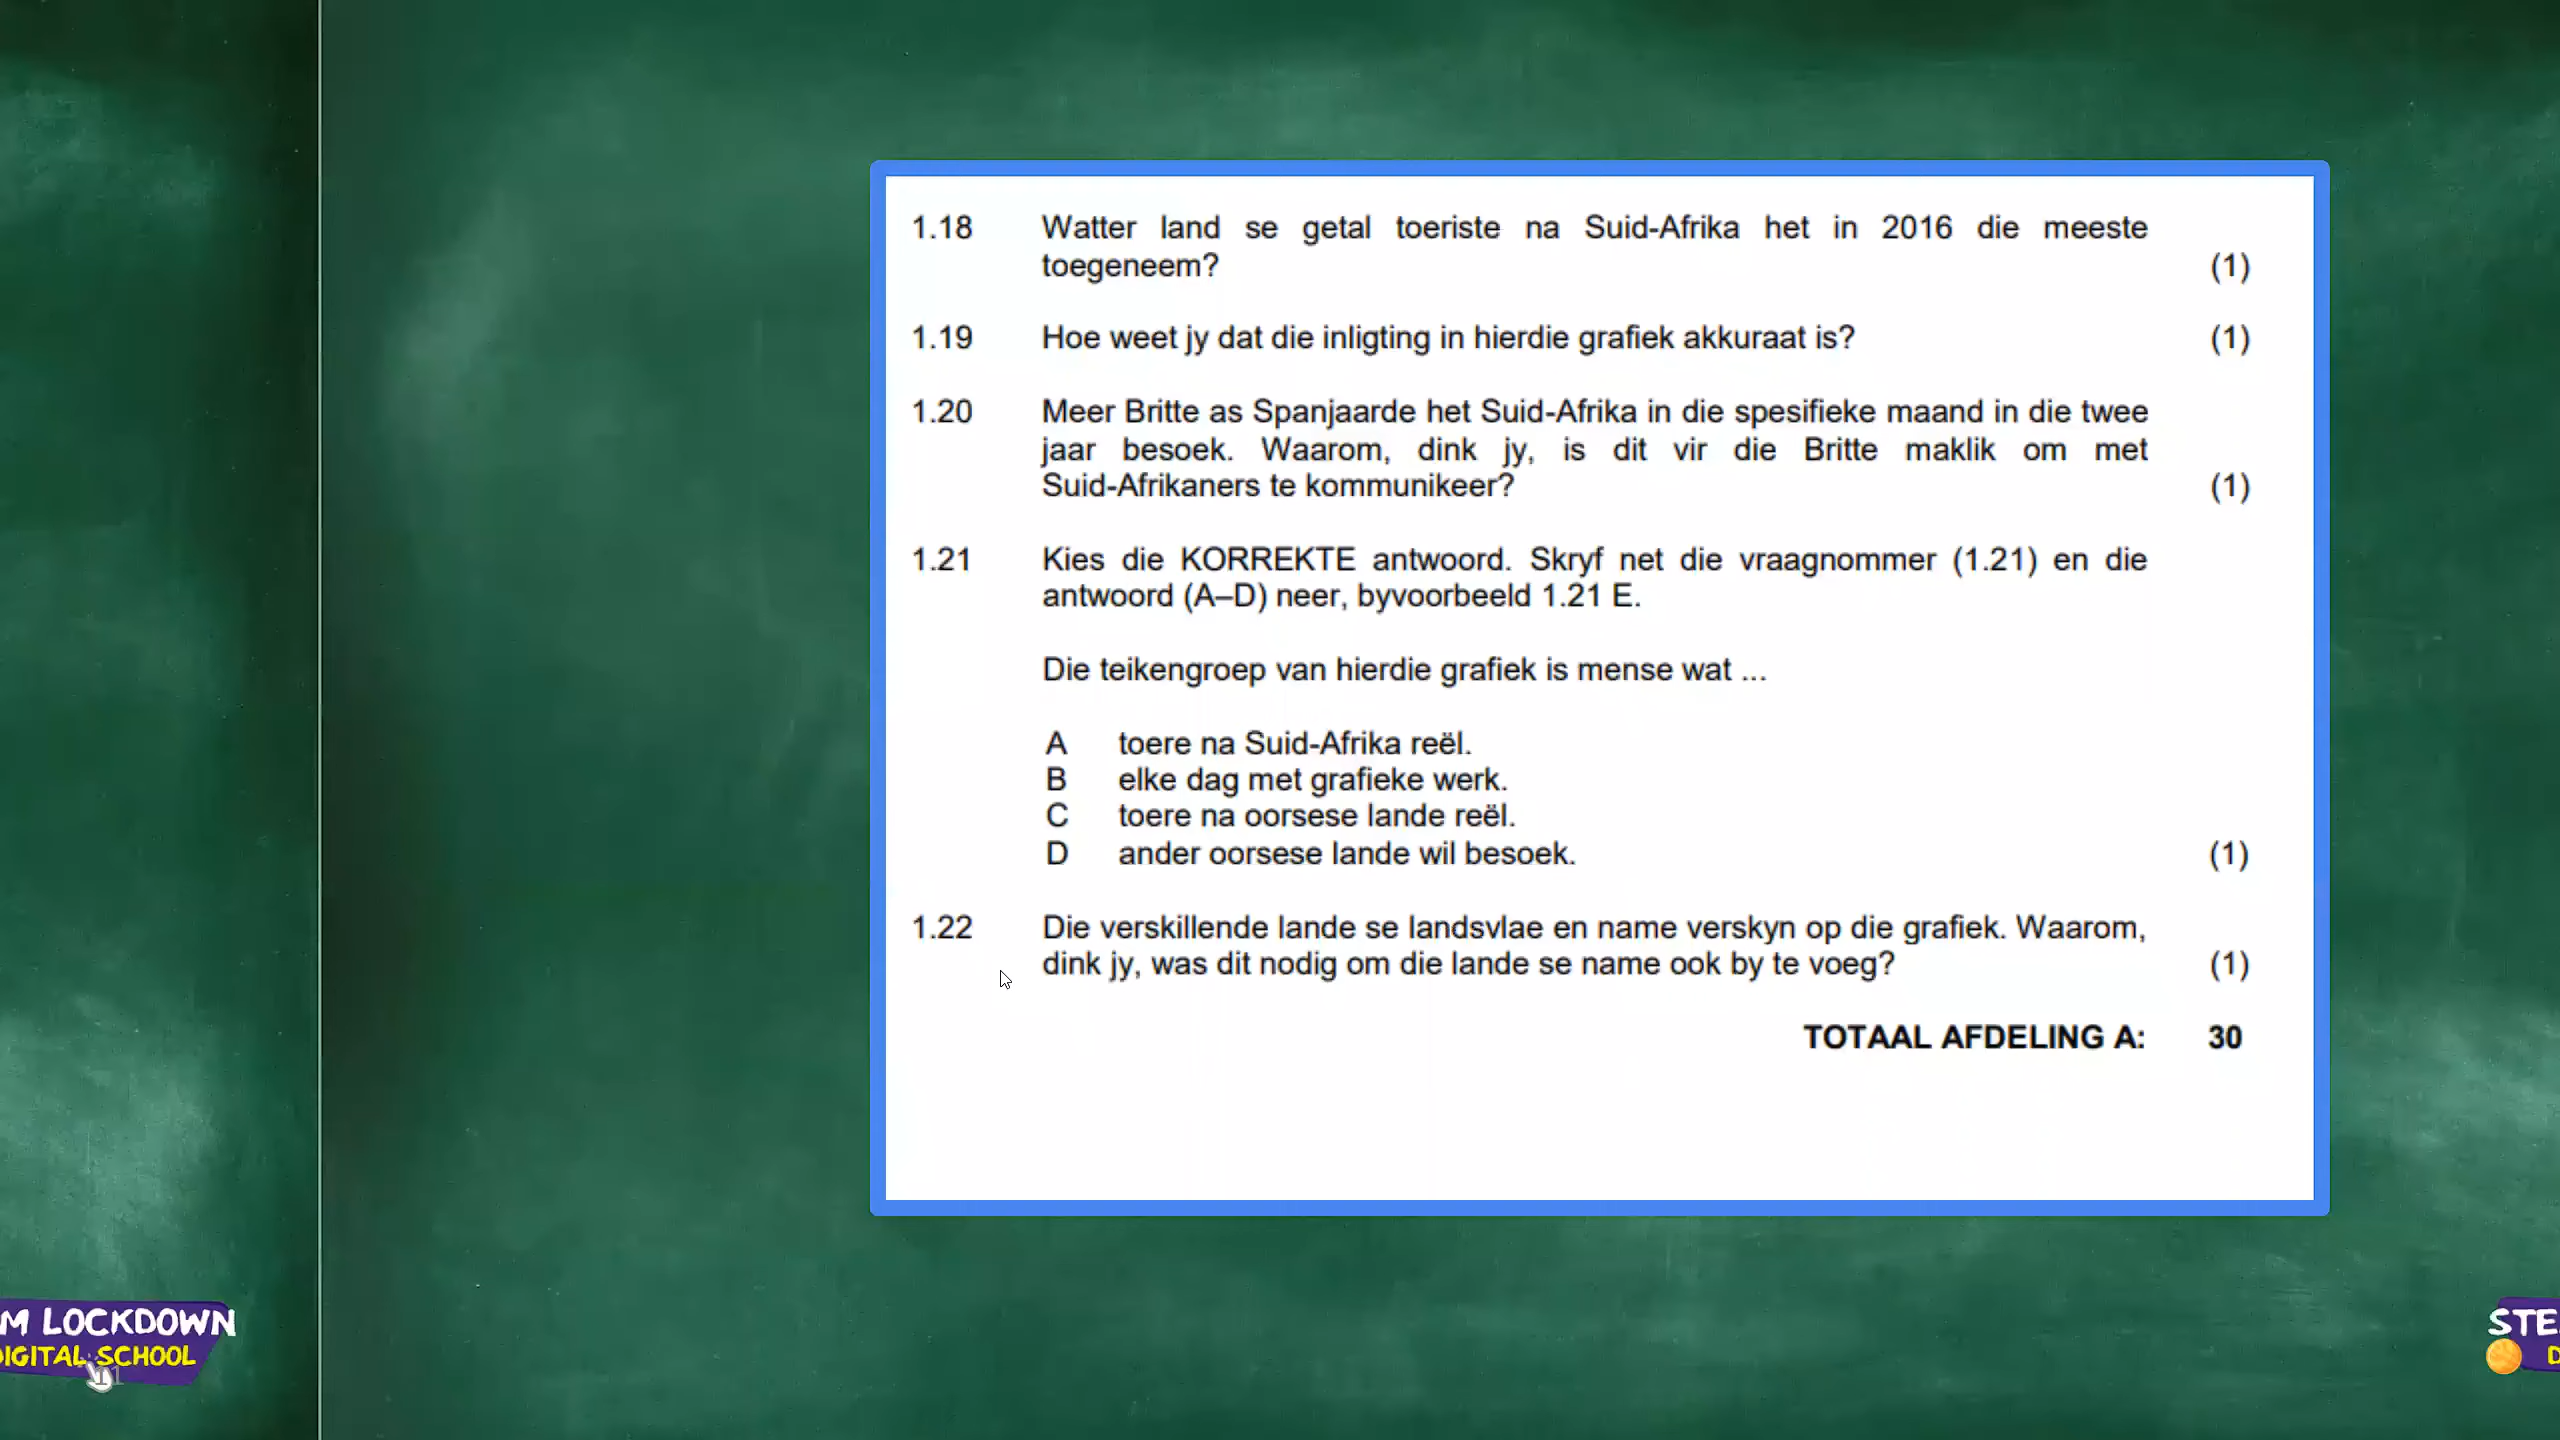 1.18 Watter land se getal toeriste na Suid-Afrika het in 2016 die meeste
toegeneem? (1)
1.19 Hoe weet jy dat die inligting in hierdie grafiek akkuraat is? (1)
1.20 Meer Britte as Spanjaarde het Suid-Afrika in die spesifieke maand in die twee
jaar besoek. Waarom, dink jy, is dit vir die Britte maklik om met
Suid-Afrikaners te kommunikeer? (1)
1.21 Kies die KORREKTE antwoord. Skryf net die vraagnommer (1.21) en die
antwoord (A–D) neer, byvoorbeeld 1.21 E.
Die teikengroep van hierdie grafiek is mense wat ...
A toere na Suid-Afrika reël.
B elke dag met grafieke werk.
C toere na oorsese lande reël.
D ander oorsese lande wil besoek. (1)
1.22 Die verskillende lande se landsvlae en name verskyn op die grafiek. Waarom,
dink jy, was dit nodig om die lande se name ook by te voeg? (1)
TOTAAL AFDELING A: 30
M LOCKDOWN
DIGITAL SCHOOL
11
STE
D